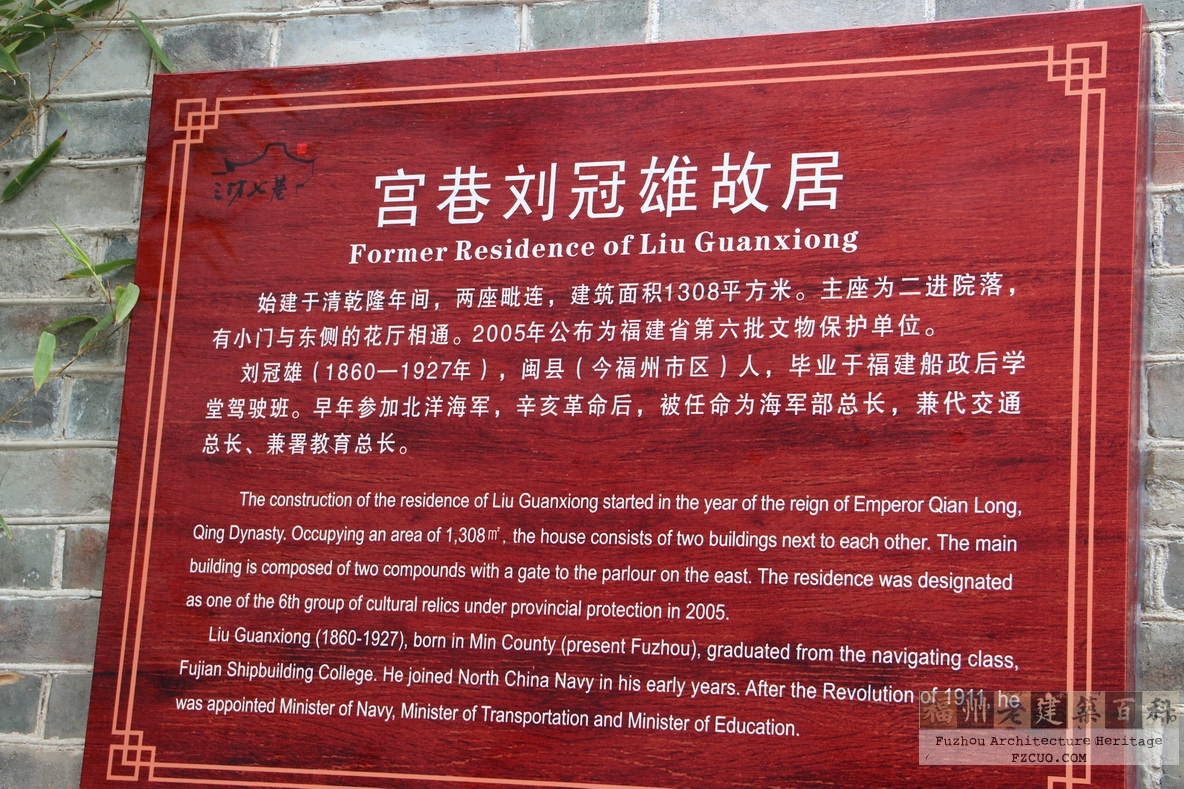 三坊七巷
宫巷刘冠雄故居
Former Residence of Liu Guanxiong
始建于清乾隆年间，两座毗连，建筑面积1308平方米。主座为二进院落，
有小门与东侧的花厅相通。2005年公布为福建省第六批文物保护单位。
刘冠雄（1860—1927年），闽县（今福州市区）人，毕业于福建船政后学
堂驾驶班。早年参加北洋海军，辛亥革命后，被任命为海军部总长，兼代交通
总长、兼署教育总长。
The construction of the residence of Liu Guanxiong started in the year of the reign of Emperor Qian Long,
Qing Dynasty. Occupying an area of 1,308㎡, the house consists of two buildings next to each other. The main
building is composed of two compounds with a gate to the parlour on the east. The residence was designated
as one of the 6th group of cultural relics under provincial protection in 2005.
Liu Guanxiong (1860-1927), born in Min County (present Fuzhou), graduated from the navigating class,
Fujian Shipbuilding College. He joined North China Navy in his early years. After the Revolution of 1911, he
was appointed Minister of Navy, Minister of Transportation and Minister of Education.
福州老建築百科
Fuzhou Architecture Heritage
FZCUO.COM